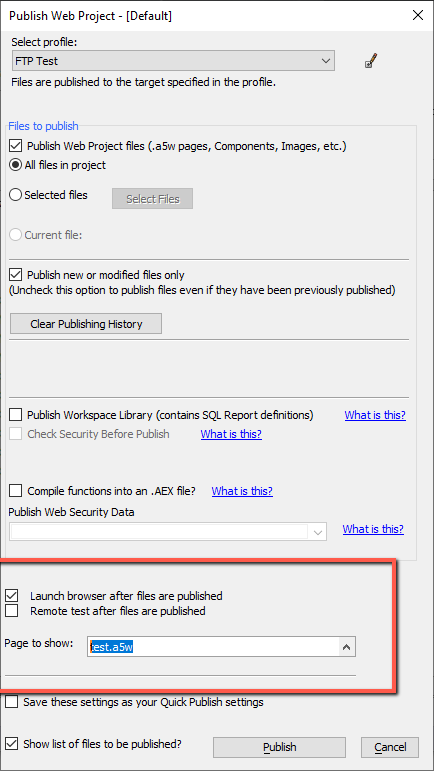 Publish Web Project - [Default]
Select profile:
FTP Test
Files are published to the target specified in the profile.
Files to publish
Publish Web Project files (.a5w pages, Components, Images, etc.)
All files in project
Selected files
Select Files
Current file:
Publish new or modified files only
(Uncheck this option to publish files even if they have been previously published)
Clear Publishing History
Publish Workspace Library (contains SQL Report definitions) What is this?
Check Security Before Publish What is this?
Compile functions into an .AEX file? What is this?
Publish Web Security Data
What is this?
Launch browser after files are published
Remote test after files are published
Page to show: test.a5w
Save these settings as your Quick Publish settings
Show list of files to be published? Publish Cancel